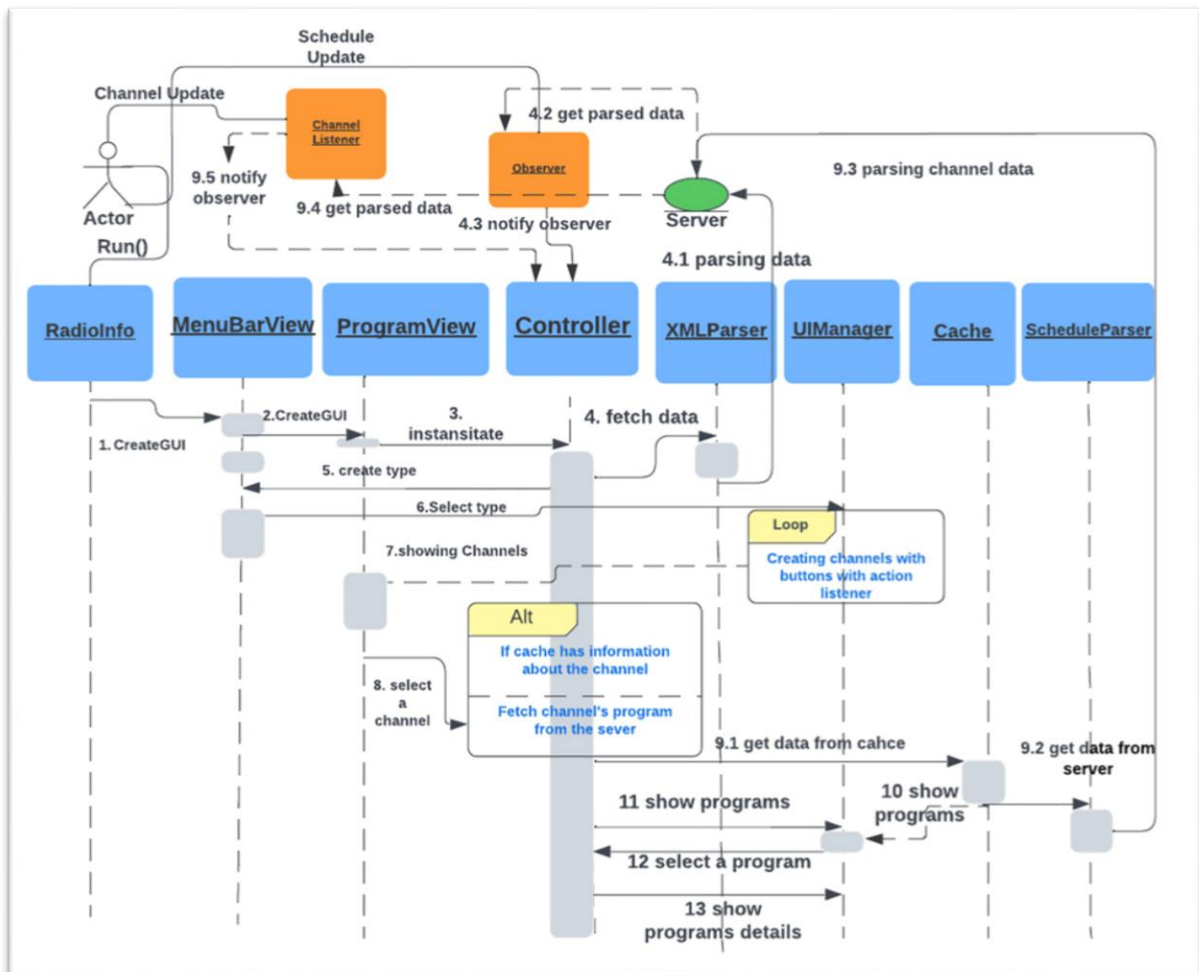 Schedule
Update
Channel Update
Channel
Listener
4.2 get parsed data
Observer
9.3 parsing channel data
9.5 notify
observer
9.4 get parsed data
Actor
4.3 notify observer
Server
Run()
4.1 parsing data
RadioInfo
MenuBarView
ProgramView
Controller
XMLParser
UIManager
Cache
ScheduleParser
1. CreateGUI
2.CreateGUI
3.
instansitate
4. fetch data
5. create type
6.Select type
7.showing Channels
Loop
Creating channels with
buttons with action
listener
Alt
If cache has information
about the channel
Fetch channel's program
from the sever
8. select
a
channel
9.1 get data from cahce
9.2 get data from
server
10 show
programs
11 show programs
12 select a program
13 show
programs details